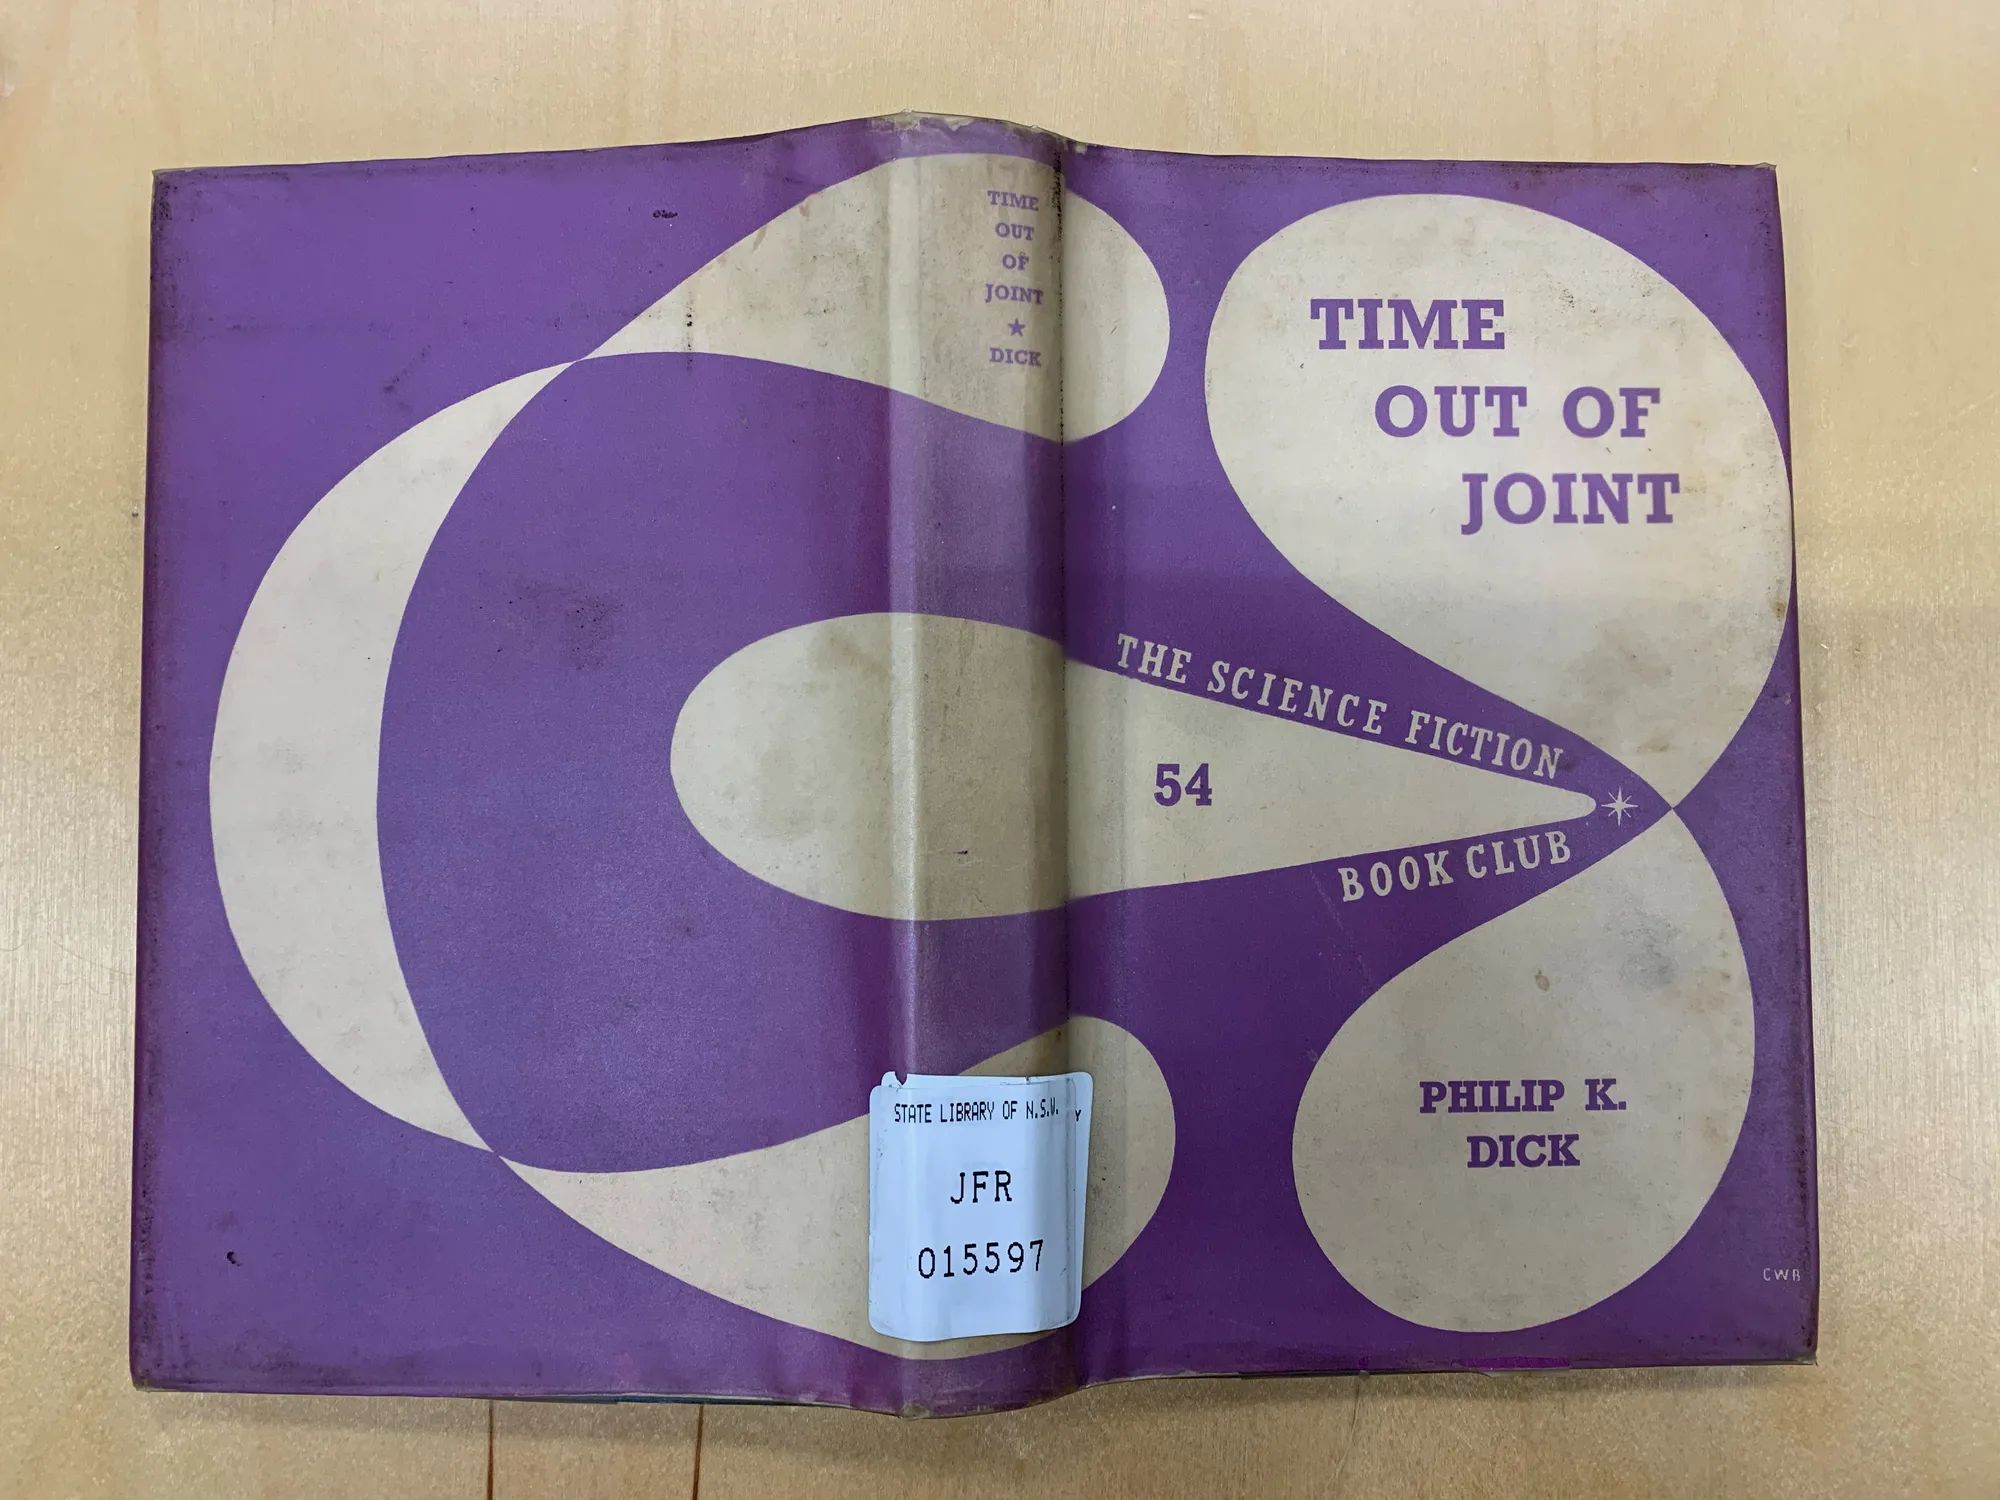 TIME
OUT
OF
JOINT
★
DICK
STATE LIBRARY OF N.S.W. Y
JFR
015597
TIME
OUT OF
JOINT
THE SCIENCE FICTION
54
BOOK CLUB
PHILIP K.
DICK
CWB